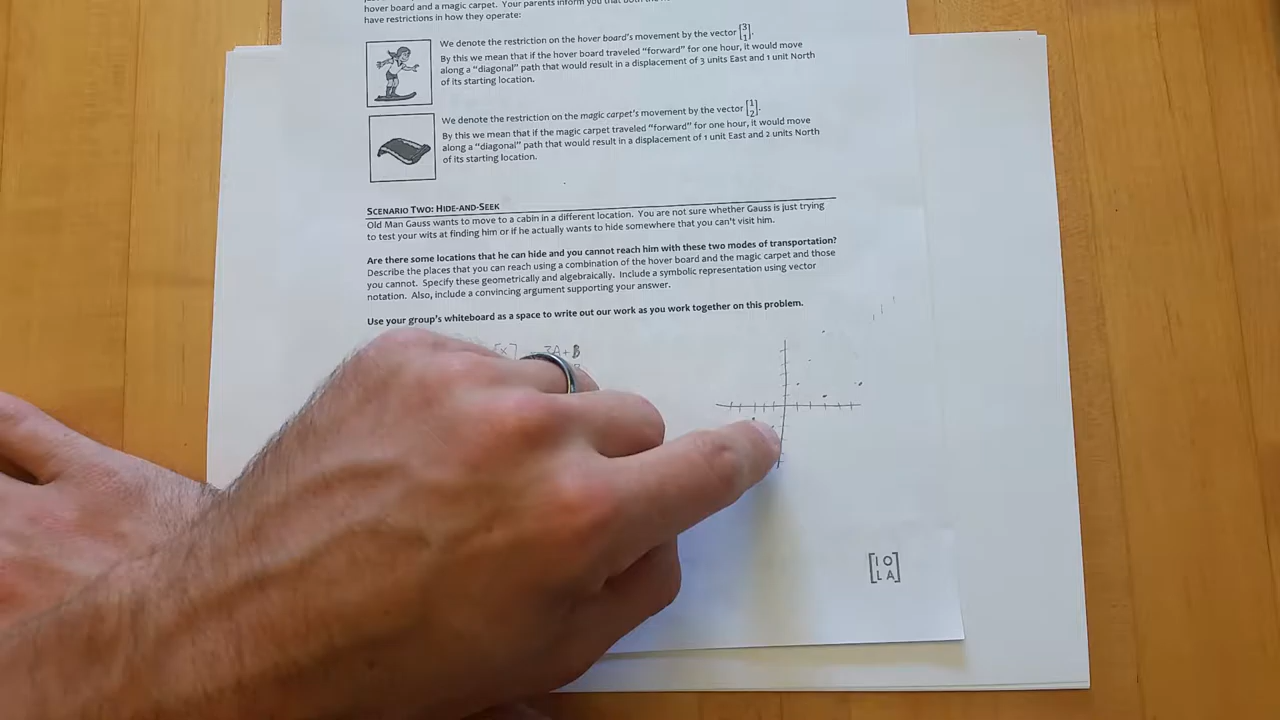 hover board and a magic carpet. Your parents inform you that both the
have restrictions in how they operate:
We denote the restriction on the hover board's movement by the vector [3 1].
By this we mean that if the hover board traveled "forward" for one hour, it would move
along a "diagonal" path that would result in a displacement of 3 units East and 1 unit North
of its starting location.
We denote the restriction on the magic carpet's movement by the vector [1 2].
By this we mean that if the magic carpet traveled "forward" for one hour, it would move
along a "diagonal" path that would result in a displacement of 1 unit East and 2 units North
of its starting location.
SCENARIO TWO: HIDE-AND-SEEK
Old Man Gauss wants to move to a cabin in a different location. You are not sure whether Gauss is just trying
to test your wits at finding him or if he actually wants to hide somewhere that you can't visit him.
Are there some locations that he can hide and you cannot reach him with these two modes of transportation?
Describe the places that you can reach using a combination of the hover board and the magic carpet and those
you cannot. Specify these geometrically and algebraically. Include a symbolic representation using vector
notation. Also, include a convincing argument supporting your answer.
Use your group's whiteboard as a space to write out our work as you work together on this problem.
[x] 3A+B
[I O
L A]